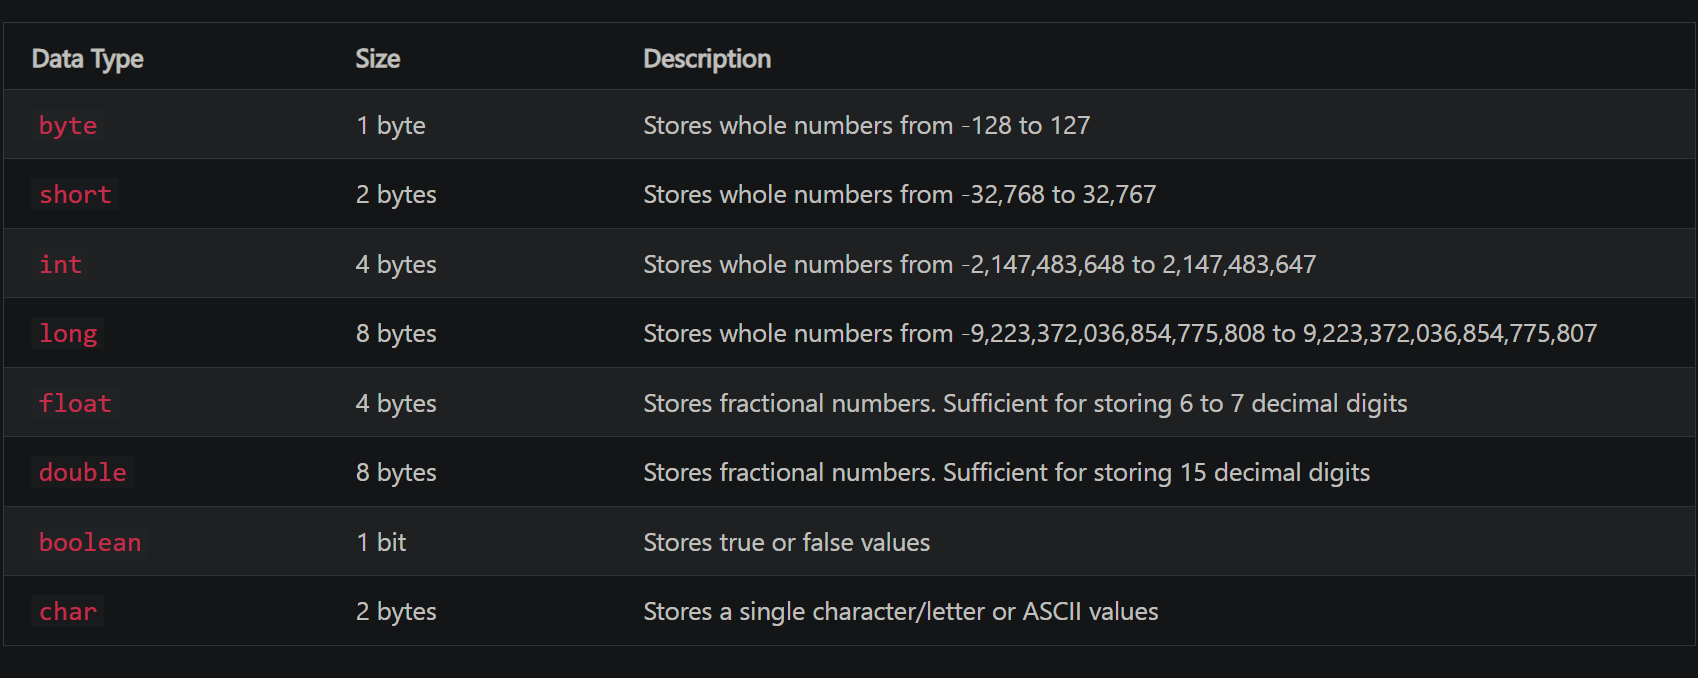 Data Type Size Description
byte 1 byte Stores whole numbers from -128 to 127
short 2 bytes Stores whole numbers from -32,768 to 32,767
int 4 bytes Stores whole numbers from -2,147,483,648 to 2,147,483,647
long 8 bytes Stores whole numbers from -9,223,372,036,854,775,808 to 9,223,372,036,854,775,807
float 4 bytes Stores fractional numbers. Sufficient for storing 6 to 7 decimal digits
double 8 bytes Stores fractional numbers. Sufficient for storing 15 decimal digits
boolean 1 bit Stores true or false values
char 2 bytes Stores a single character/letter or ASCII values